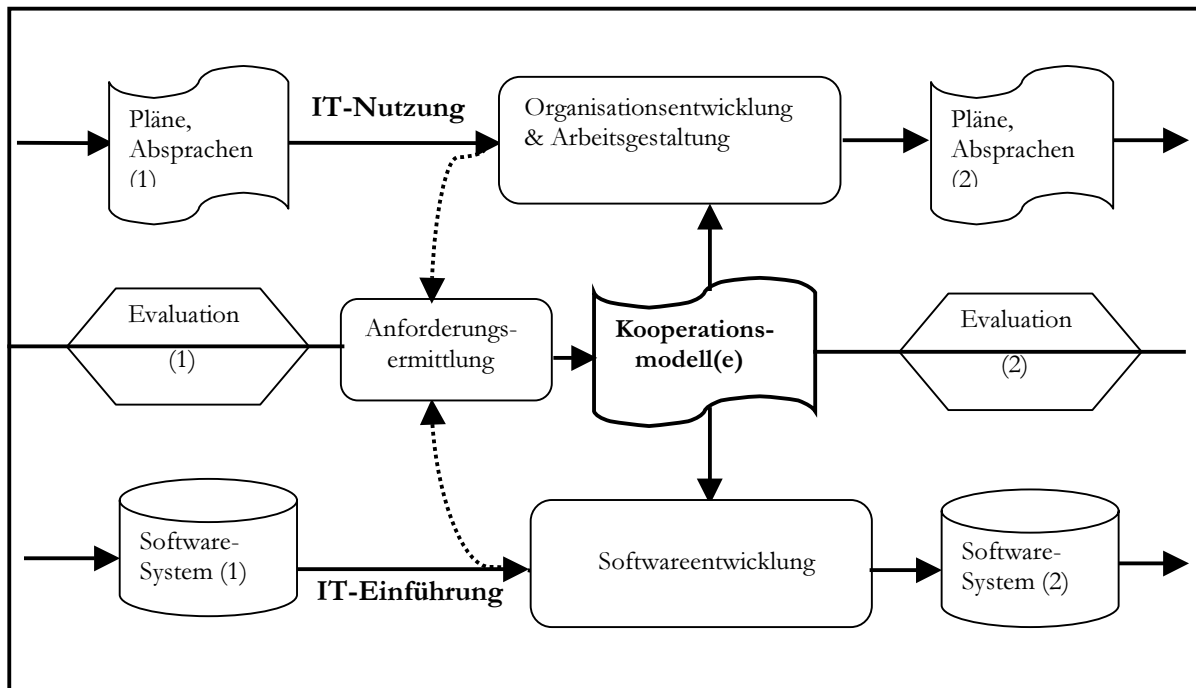 Pläne,
Absprachen
(1)
IT-Nutzung
Organisationsentwicklung
& Arbeitsgestaltung
Pläne,
Absprachen
(2)
Evaluation
(1)
Anforderungs-
ermittlung
Kooperations-
modell(e)
Evaluation
(2)
Software-
System (1)
IT-Einführung
Softwareentwicklung
Software-
System (2)